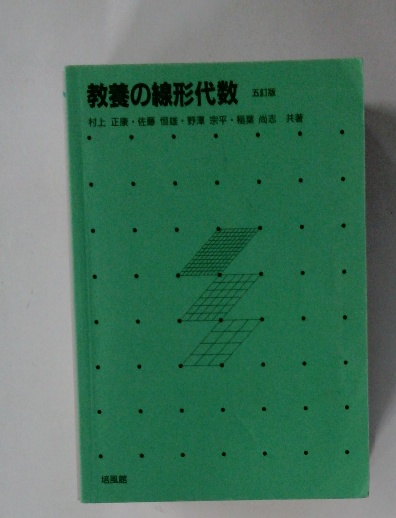 教養の線形代数 五訂版
村上 正康・佐藤 恒雄・野澤 宗平・稲葉 尚志 共著
培風館